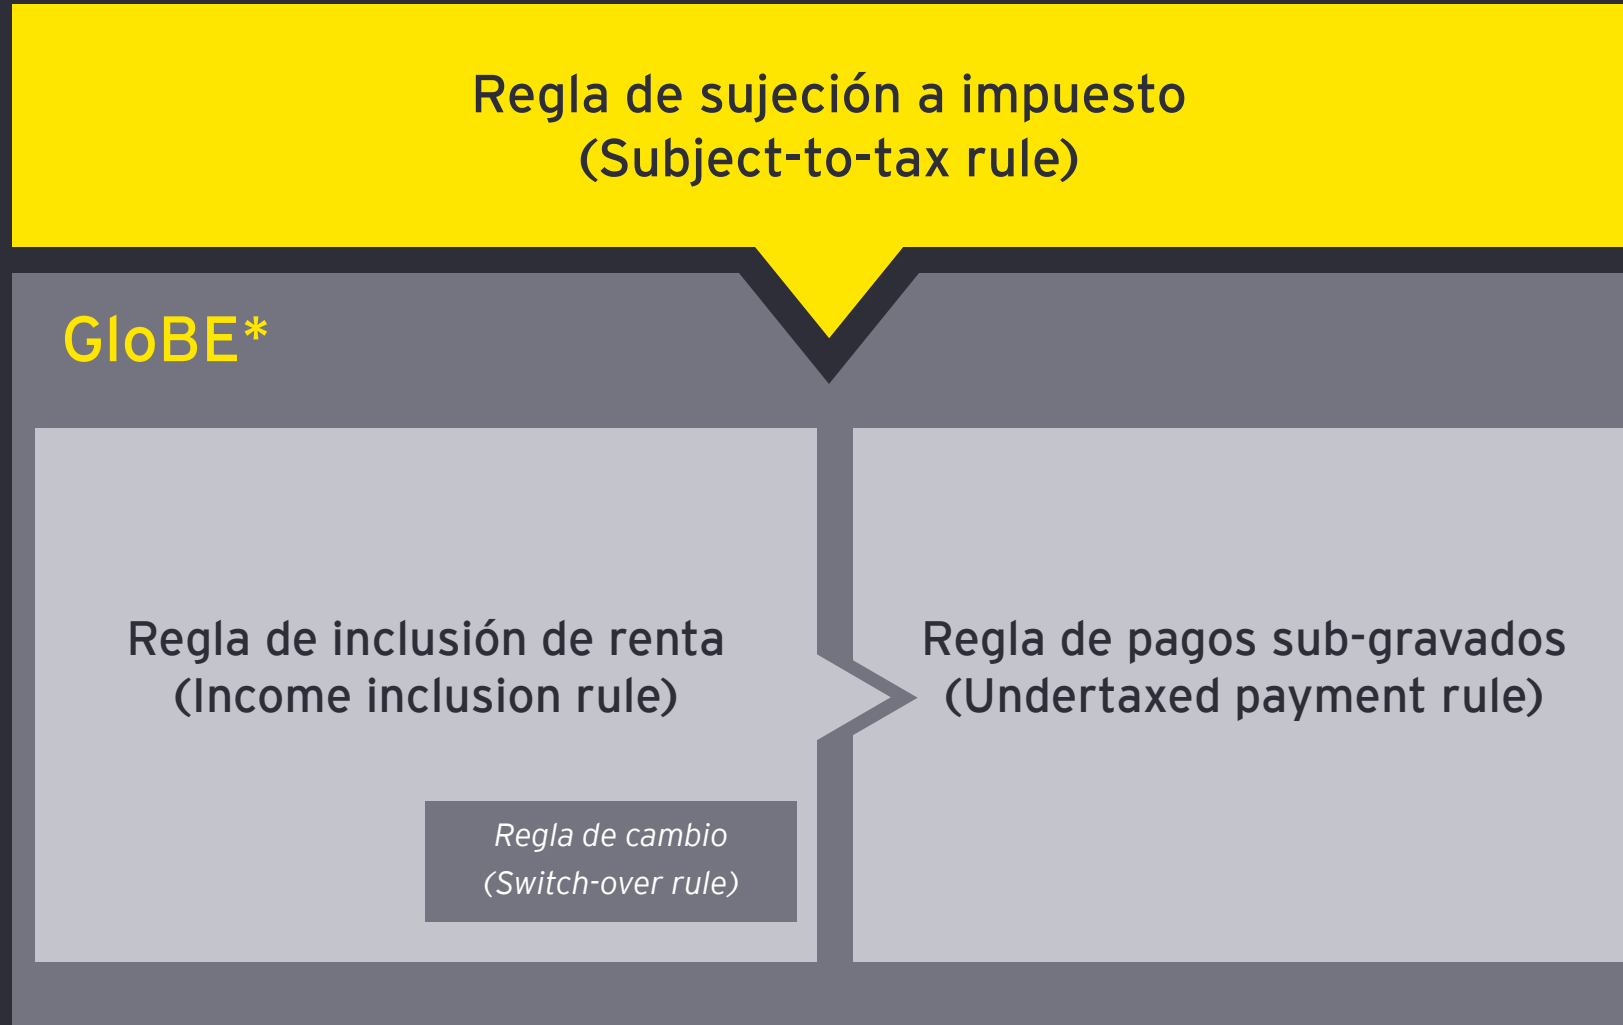 Regla de sujeción a impuesto
(Subject-to-tax rule)
GloBE*
Regla de inclusión de renta
(Income inclusion rule)
Regla de cambio
(Switch-over rule)
Regla de pagos sub-gravados
(Undertaxed payment rule)